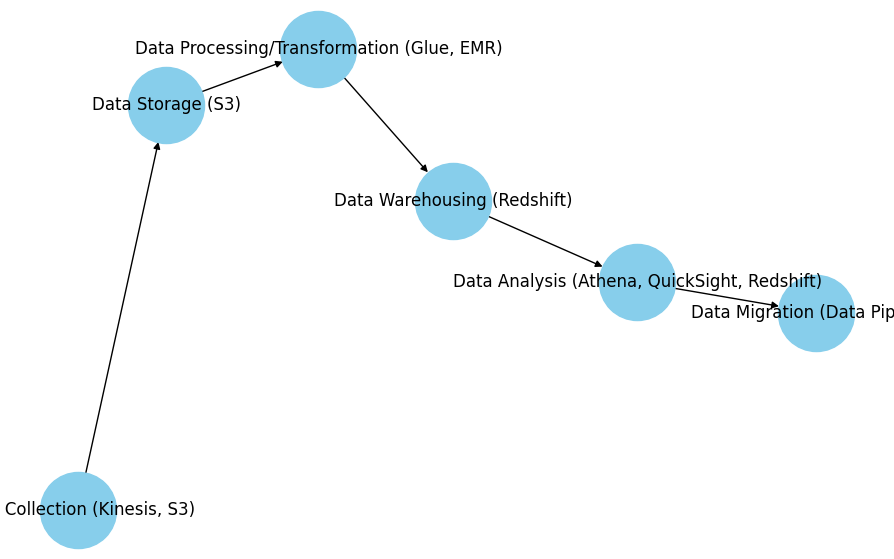 Data Processing/Transformation (Glue, EMR)
Data Storage (S3)
Data Warehousing (Redshift)
Data Analysis (Athena, QuickSight, Redshift)
Data Migration (Data Pip
Collection (Kinesis, S3)